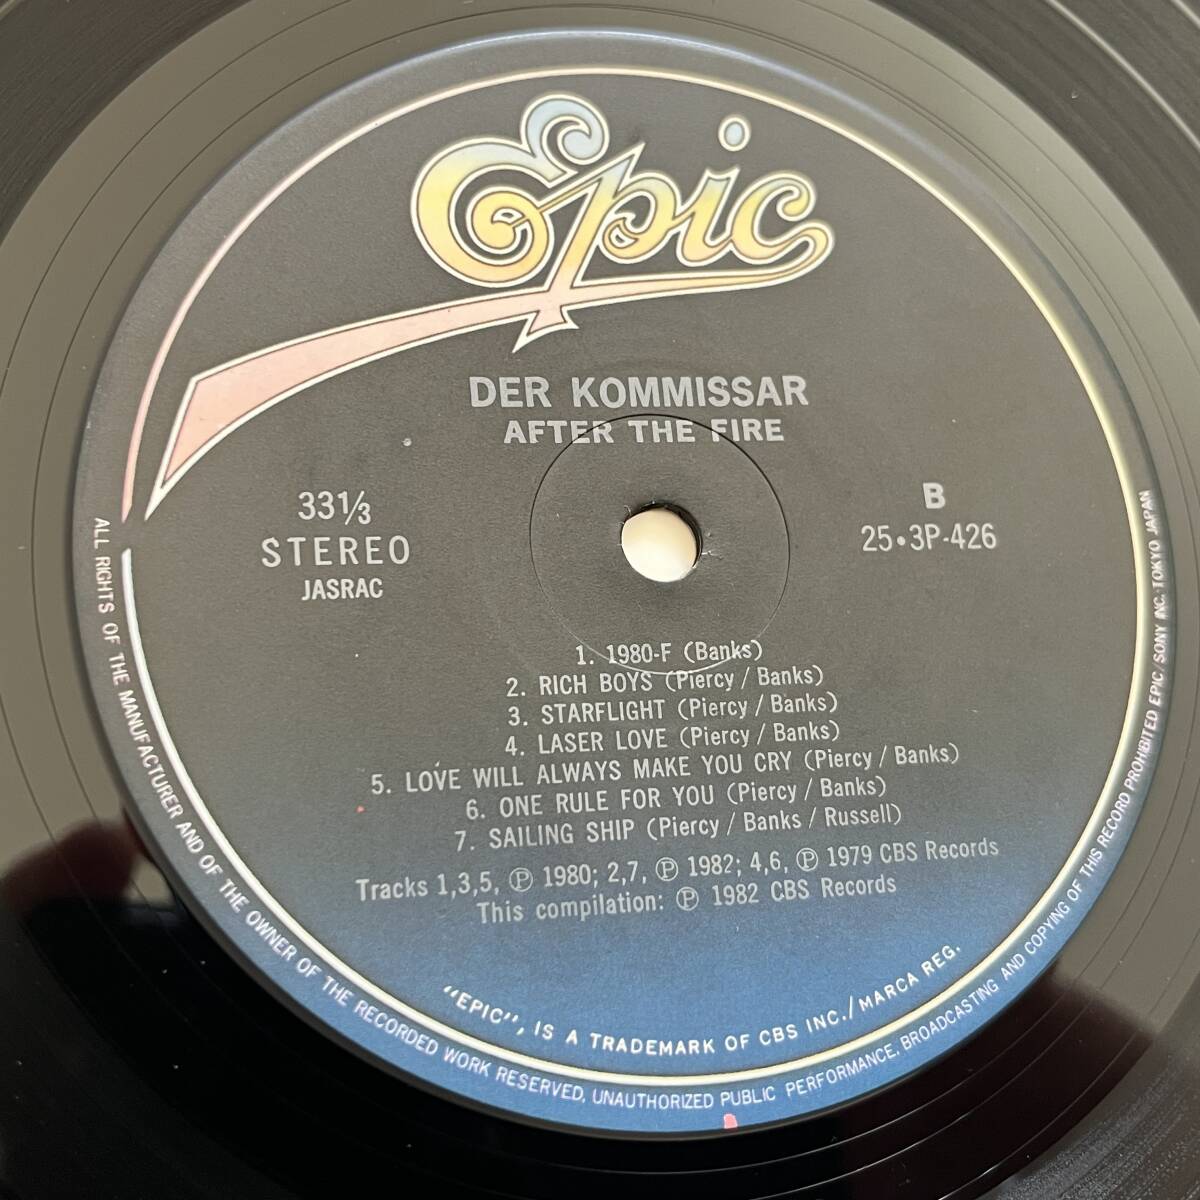 Epic
DER KOMMISSAR
AFTER THE FIRE
33 1/3
STEREO
JASRAC
B
25・3P-426
1. 1980-F (Banks)
2. RICH BOYS (Piercy / Banks)
3. STARFLIGHT (Piercy / Banks)
4. LASER LOVE (Piercy / Banks)
5. LOVE WILL ALWAYS MAKE YOU CRY (Piercy / Banks)
6. ONE RULE FOR YOU (Piercy / Banks)
7. SAILING SHIP (Piercy / Banks / Russell)
Tracks 1,3,5, Ⓟ 1980; 2,7, Ⓟ 1982; 4,6, Ⓟ 1979 CBS Records
This compilation: Ⓟ 1982 CBS Records
“EPIC”, IS A TRADEMARK OF CBS INC./MARCA REG.
ALL RIGHTS OF THE MANUFACTURER AND OF THE OWNER OF THE RECORDED WORK RESERVED, UNAUTHORIZED PUBLIC PERFORMANCE, BROADCASTING AND COPYING OF THIS RECORD PROHIBITED EPIC/SONY INC. TOKYO JAPAN